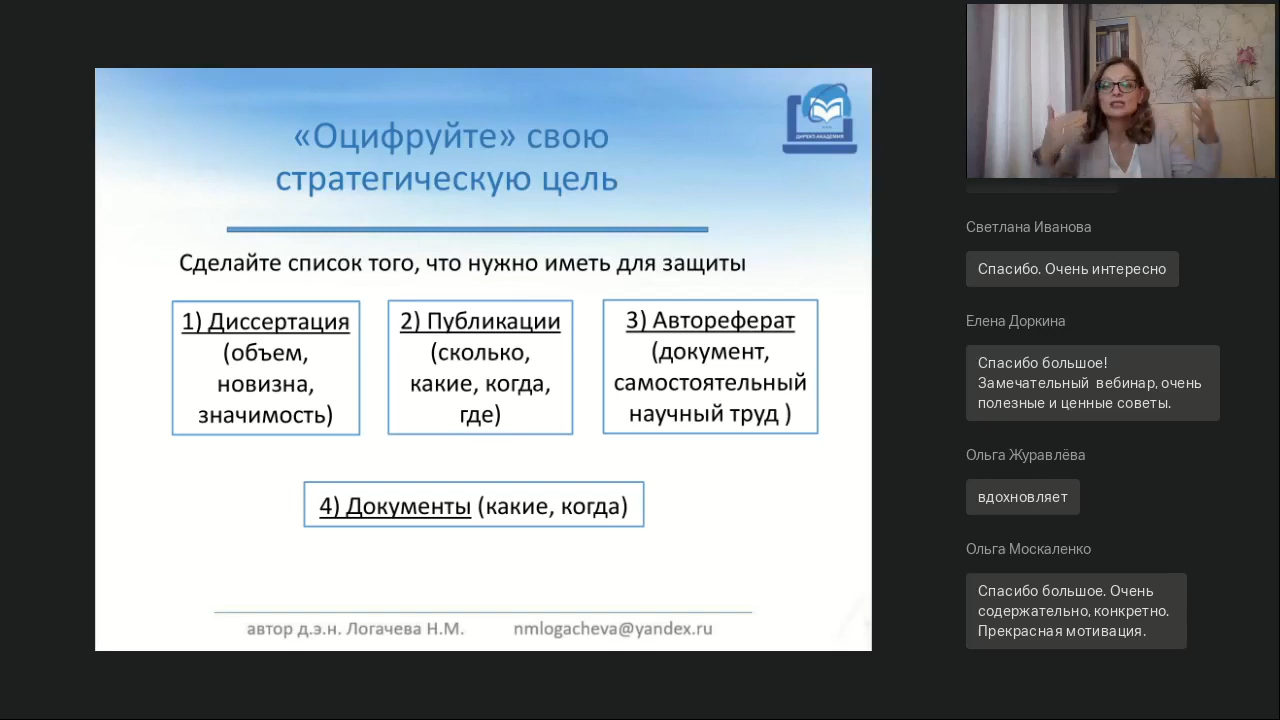 «Оцифруйте» свою
стратегическую цель
ДИРЕКТ-АКАДЕМИЯ
Сделайте список того, что нужно иметь для защиты
1) Диссертация
(объем,
новизна,
значимость)
2) Публикации
(сколько,
какие, когда,
где)
3) Автореферат
(документ,
самостоятельный
научный труд )
4) Документы (какие, когда)
автор д.э.н. Логачева Н.М. nmlogacheva@yandex.ru
Светлана Иванова
Спасибо. Очень интересно
Елена Доркина
Спасибо большое!
Замечательный вебинар, очень
полезные и ценные советы.
Ольга Журавлёва
вдохновляет
Ольга Москаленко
Спасибо большое. Очень
содержательно, конкретно.
Прекрасная мотивация.